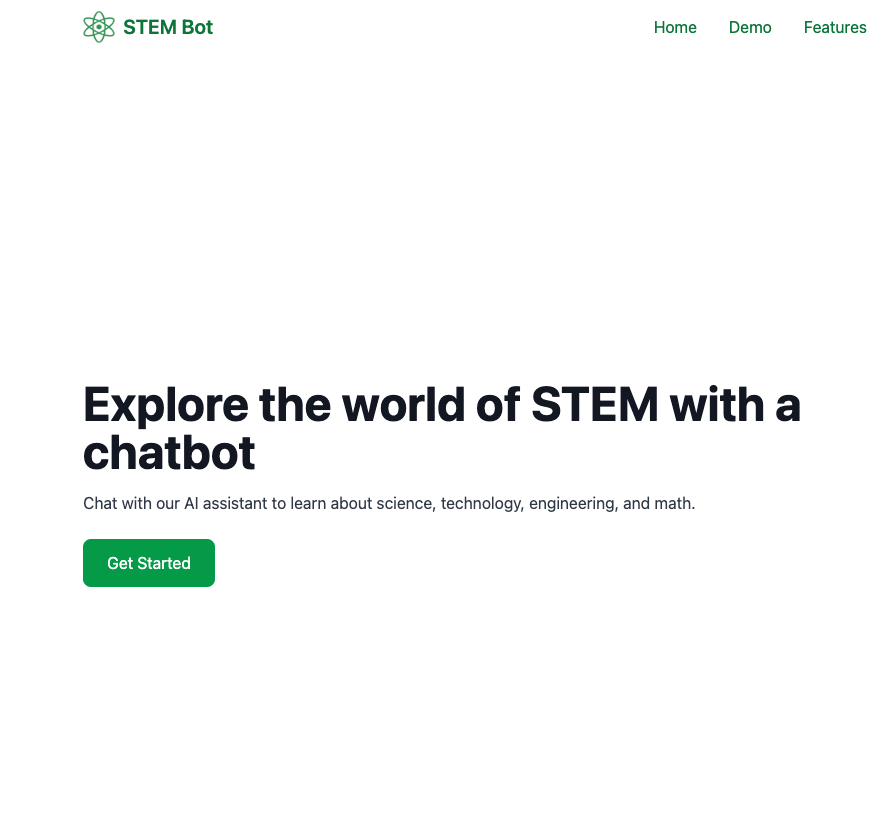 STEM Bot
Home
Demo
Features
Explore the world of STEM with a
chatbot
Chat with our AI assistant to learn about science, technology, engineering, and math.
Get Started